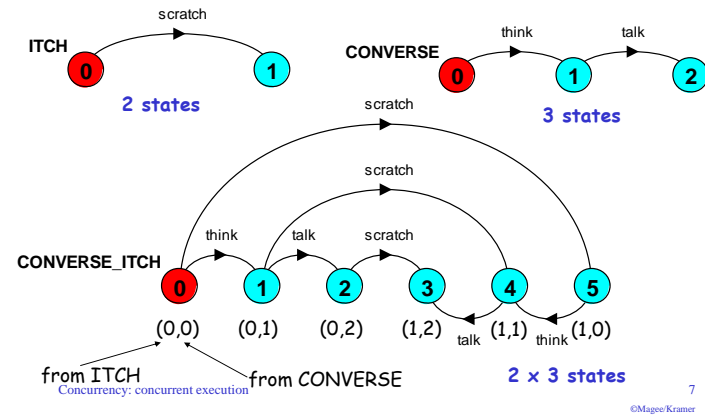 scratch
ITCH
0
1
2 states
think
talk
CONVERSE
0
1
2
3 states
scratch
scratch
think
talk
scratch
CONVERSE_ITCH
0
1
2
3
4
5
(0,0) (0,1) (0,2) (1,2) talk (1,1) think (1,0)
from ITCH
from CONVERSE
2 x 3 states
Concurrency: concurrent execution
7
©Magee/Kramer